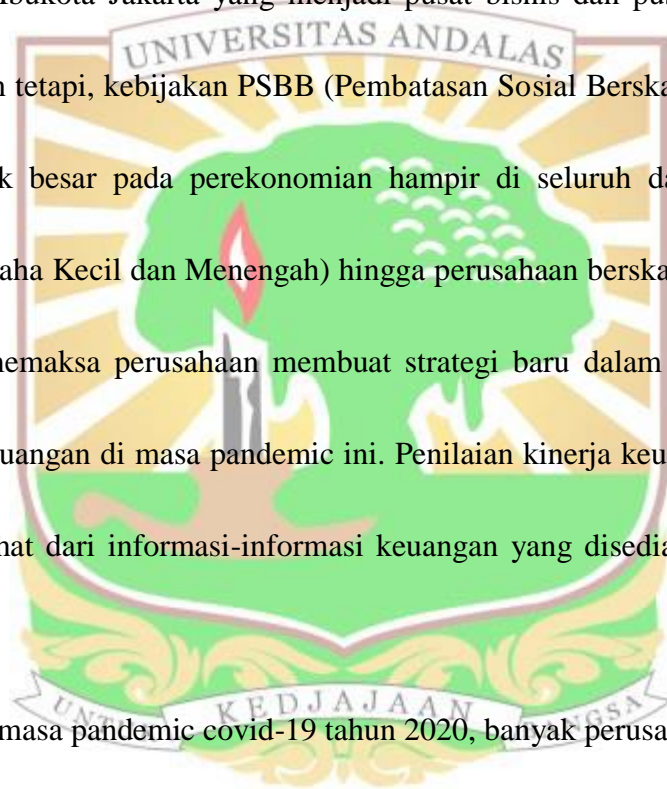 Ibukota Jakarta yang menjadi pusat bisnis dan pus
UNIVERSITAS ANDALAS
tetapi, kebijakan PSBB (Pembatasan Sosial Berska
besar pada perekonomian hampir di seluruh da
aha Kecil dan Menengah) hingga perusahaan berska
memaksa perusahaan membuat strategi baru dalam
uangan di masa pandemic ini. Penilaian kinerja keu
hat dari informasi-informasi keuangan yang disedia
UNTUK KEDJAJAAN BANGSA
masa pandemic covid-19 tahun 2020, banyak perusa